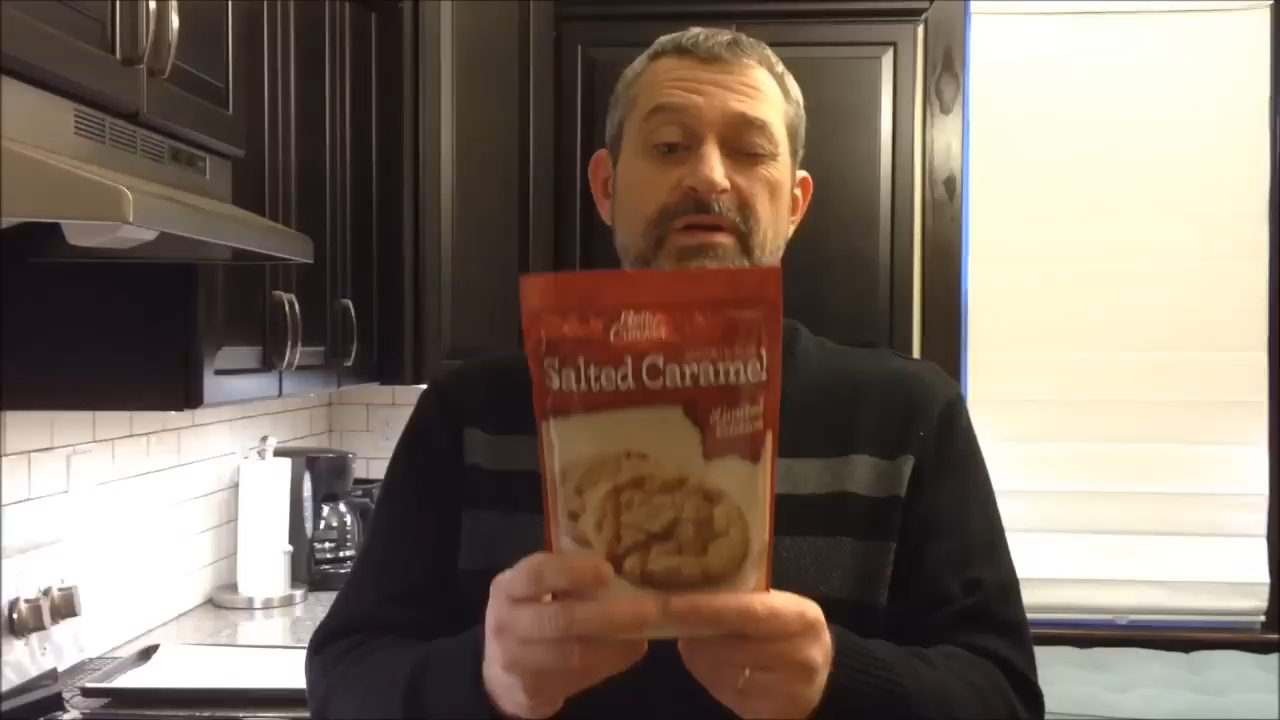 Betty
Crocker
Salted Caramel
Limited
Edition